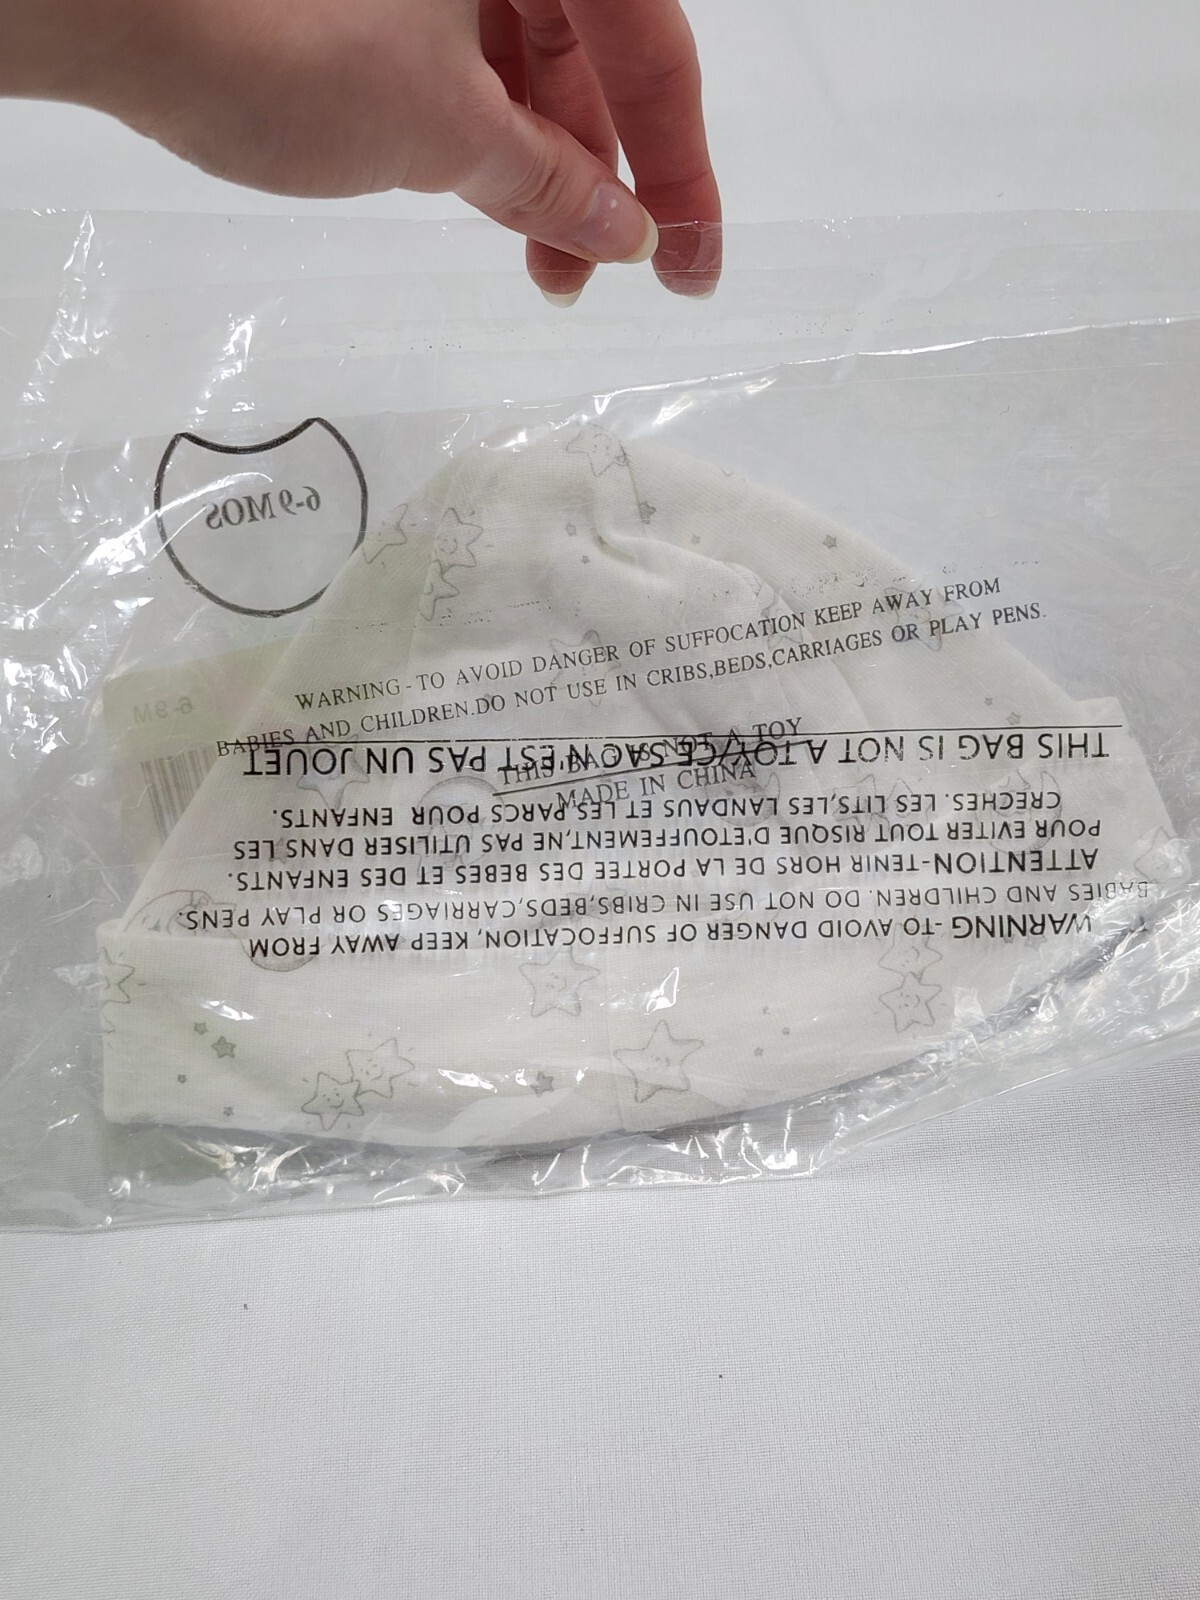 6-9MOS
WARNING-TO AVOID DANGER OF SUFFOCATION KEEP AWAY FROM
BABIES AND CHILDREN.DO NOT USE IN CRIBS,BEDS,CARRIAGES OR PLAY PENS.
THIS BAG IS NOT A TOY
MADE IN CHINA
6-9M
WARNING -TO AVOID DANGER OF SUFFOCATION, KEEP AWAY FROM
BABIES AND CHILDREN. DO NOT USE IN CRIBS,BEDS,CARRIAGES OR PLAY PENS.
ATTENTION-TENIR HORS DE LA PORTEE DES BEBES ET DES ENFANTS.
POUR EVITER TOUT RISQUE D'ETOUFFEMENT,NE PAS UTILISER DANS LES
CRECHES. LES LITS,LES LANDAUS ET LES PARCS POUR ENFANTS.
THIS BAG IS NOT A TOY/CE SAC N'EST PAS UN JOUET